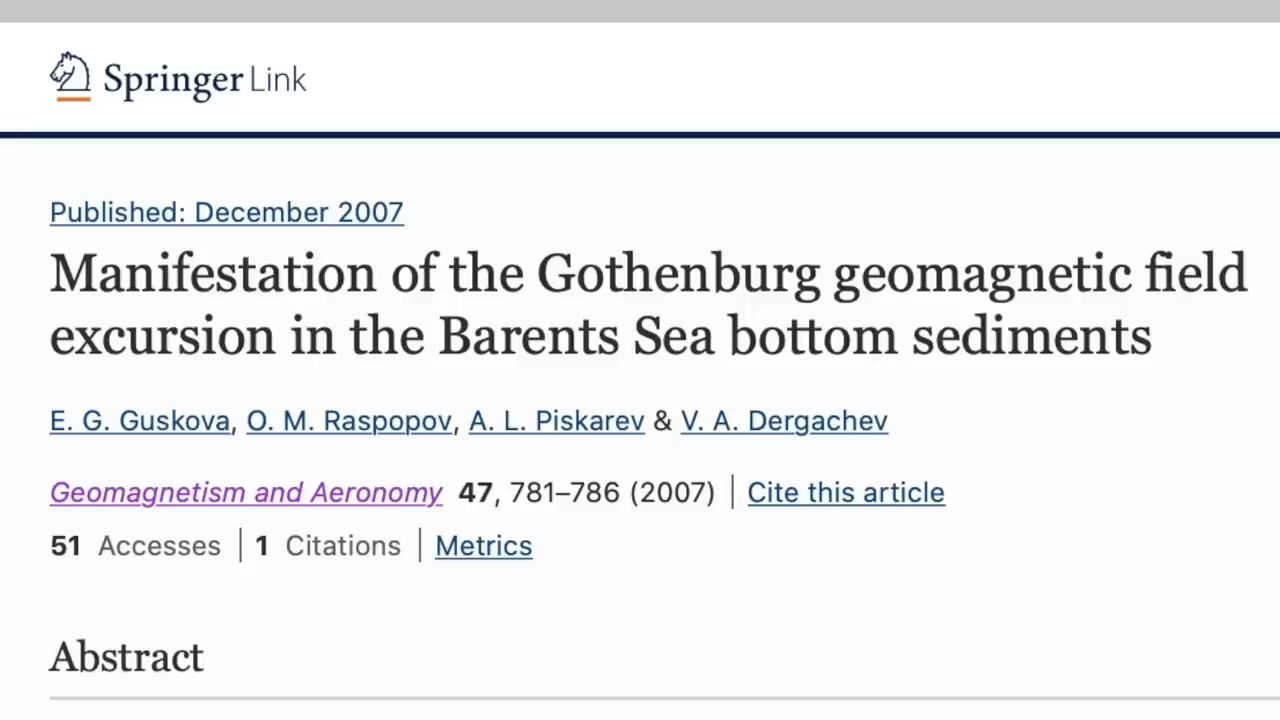 Springer Link
Published: December 2007
Manifestation of the Gothenburg geomagnetic field
excursion in the Barents Sea bottom sediments
E. G. Guskova, O. M. Raspopov, A. L. Piskarev & V. A. Dergachev
Geomagnetism and Aeronomy 47, 781–786 (2007) | Cite this article
51 Accesses | 1 Citations | Metrics
Abstract